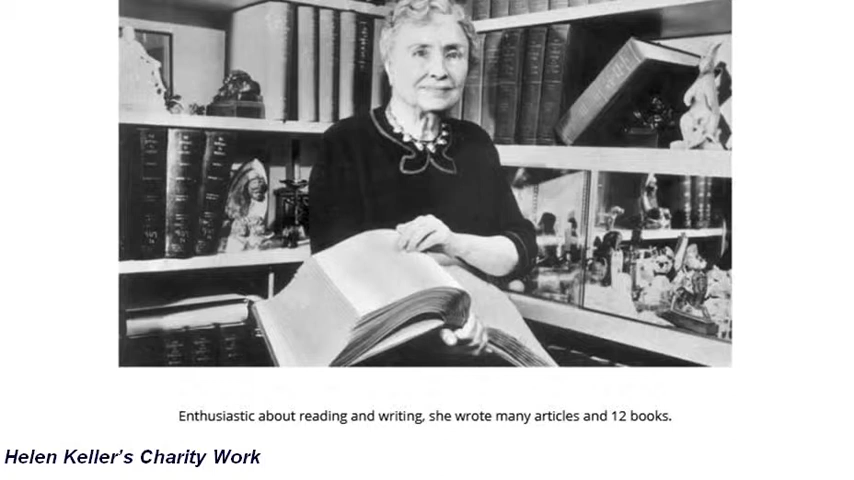 Enthusiastic about reading and writing, she wrote many articles and 12 books.
Helen Keller’s Charity Work